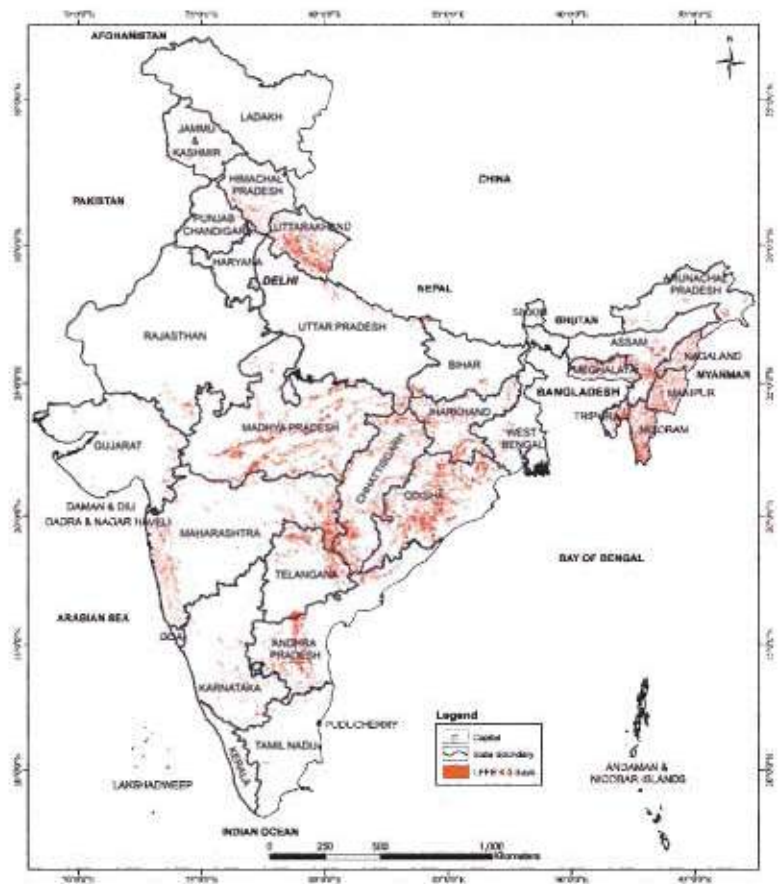 AFGHANISTAN
N
LADAKH
JAMMU
&
KASHMIR
HIMACHAL
PRADESH
CHINA
PAKISTAN
PUNJAB
CHANDIGARH
UTTARAKHAND
HARYANA
DELHI
NEPAL
ARUNACHAL
PRADESH
SIKKIM
BHUTAN
RAJASTHAN
UTTAR PRADESH
ASSAM
NAGALAND
BIHAR
MEGHALAYA
MYANMAR
BANGLADESH
MANIPUR
JHARKHAND
TRIPURA
MIZORAM
MADHYA PRADESH
WEST
BENGAL
GUJARAT
CHHATTISGARH
ODISHA
DAMAN & DIU
DADRA & NAGAR HAVELI
MAHARASHTRA
BAY OF BENGAL
TELANGANA
ARABIAN SEA
GOA
ANDHRA
PRADESH
KARNATAKA
Legend
PUDUCHERRY
Capital
State Boundary
TAMIL NADU
KERALA
LAKSHADWEEP
ANDAMAN &
NICOBAR ISLANDS
INDIAN OCEAN
0 250 500 1,000
Kilometers